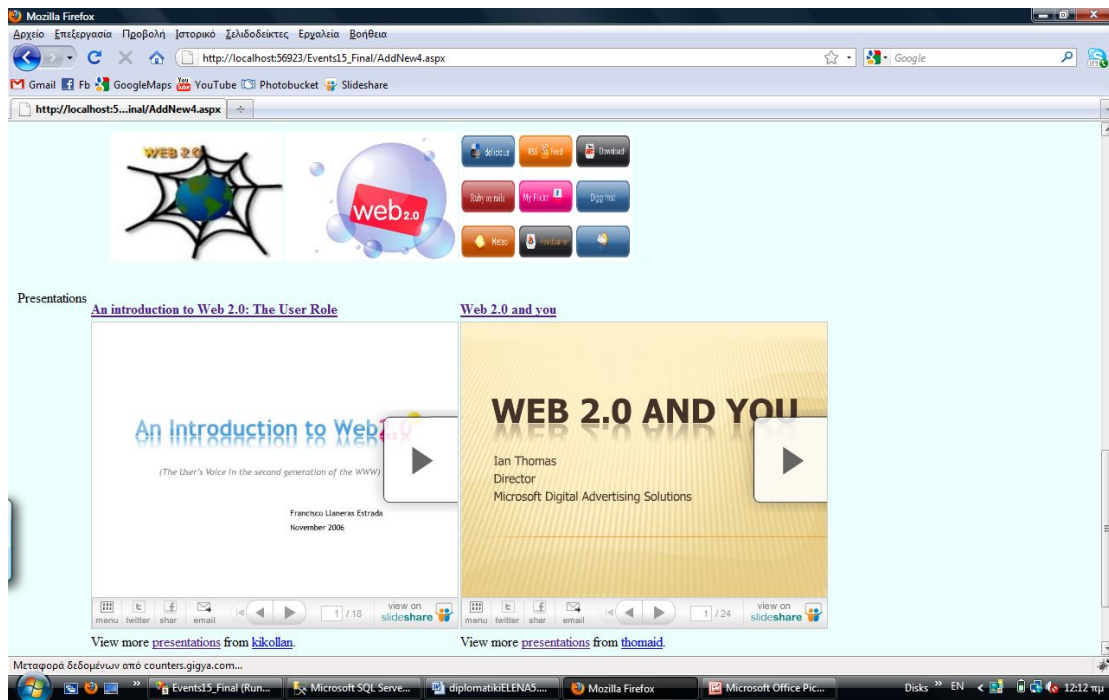 Mozilla Firefox
Αρχείο Επεξεργασία Προβολή Ιστορικό Σελιδοδείκτες Εργαλεία Βοήθεια
http://localhost:56923/Events15_Final/AddNew4.aspx
Google
Gmail Fb GoogleMaps YouTube Photobucket Slideshare
http://localhost:5...inal/AddNew4.aspx
WEB 2.0
web2.0
delicious RSS Feed Download
Ruby on rails My Flickr Digg this!
Meteo Feedburner
Presentations
An introduction to Web 2.0: The User Role
Web 2.0 and you
An Introduction to Web2.0
(The User's Voice in the second generation of the WWW)
Francisco Llaneras Estrada
November 2006
WEB 2.0 AND YOU
Ian Thomas
Director
Microsoft Digital Advertising Solutions
menu twitter shar email 1 / 18 view on slideshare
menu twitter shar email 1 / 24 view on slideshare
View more presentations from kikollan.
View more presentations from thomaid.
Μεταφορά δεδομένων από counters.gigya.com...
Events15_Final (Run... Microsoft SQL Serve... diplomatikiELENA5.... Mozilla Firefox Microsoft Office Pic... Disks EN 12:12 πμ